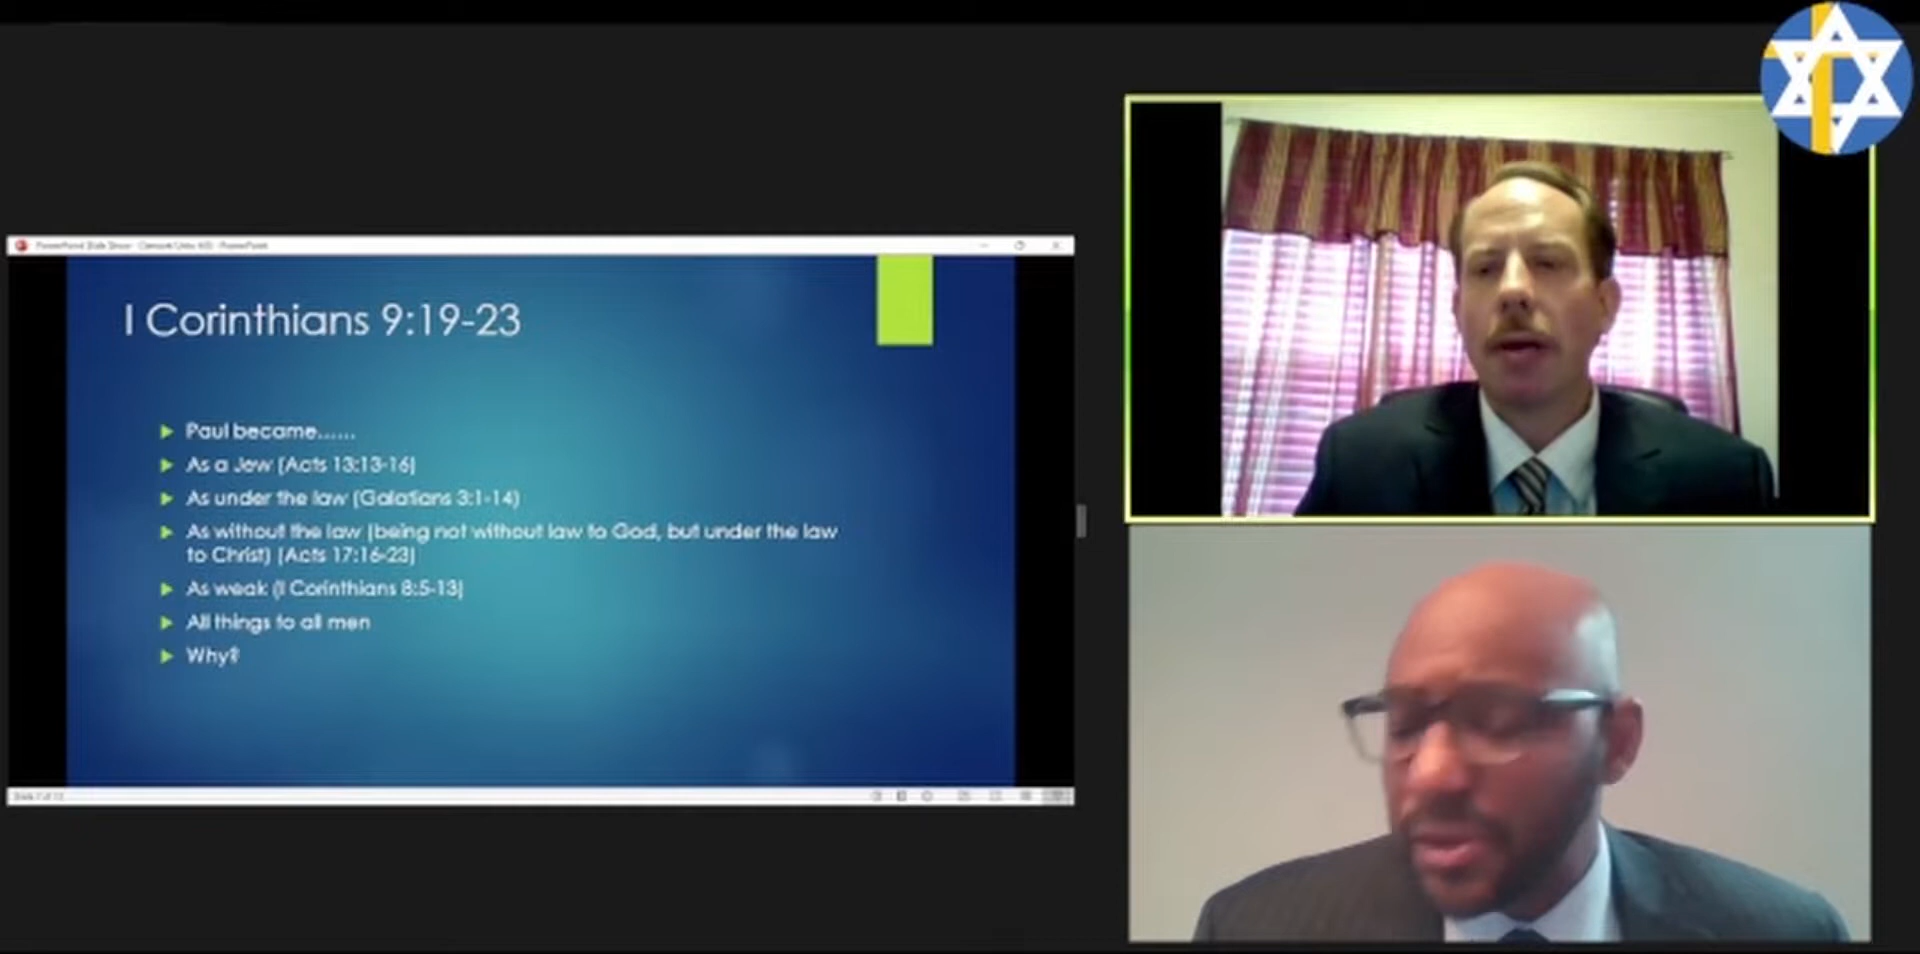 I Corinthians 9:19-23
Paul became......
As a Jew (Acts 13:13-16)
As under the law (Galatians 3:1-14)
As without the law (being not without law to God, but under the law
to Christ) (Acts 17:16-23)
As weak (I Corinthians 8:5-13)
All things to all men
Why?